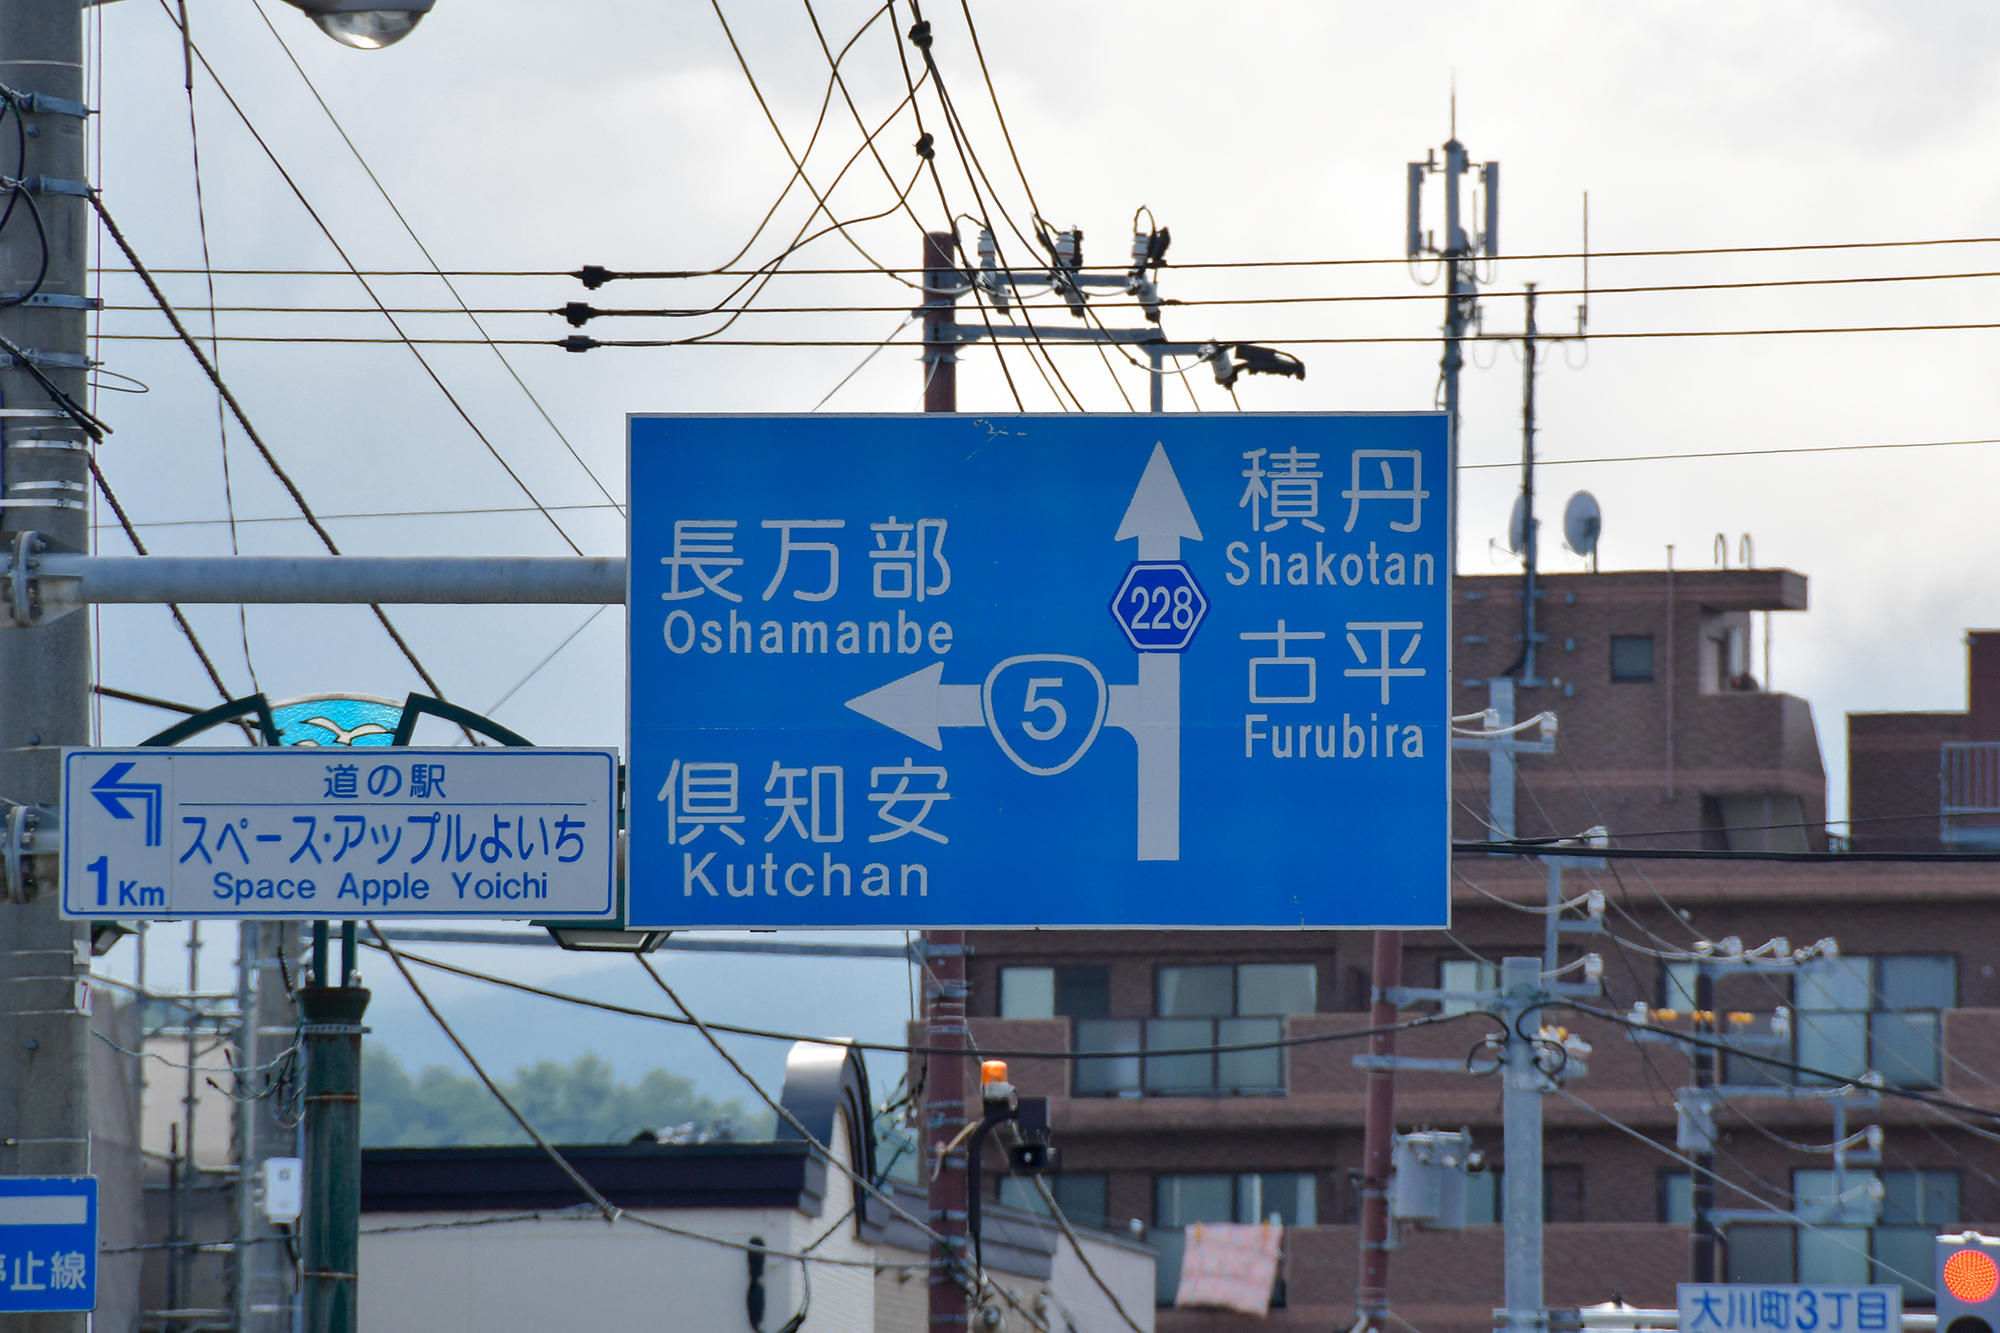 長万部
Oshamanbe
倶知安
Kutchan
5
228
積丹
Shakotan
古平
Furubira
道の駅
スペース・アップルよいち
Space Apple Yoichi
1Km
停止線
大川町3丁目